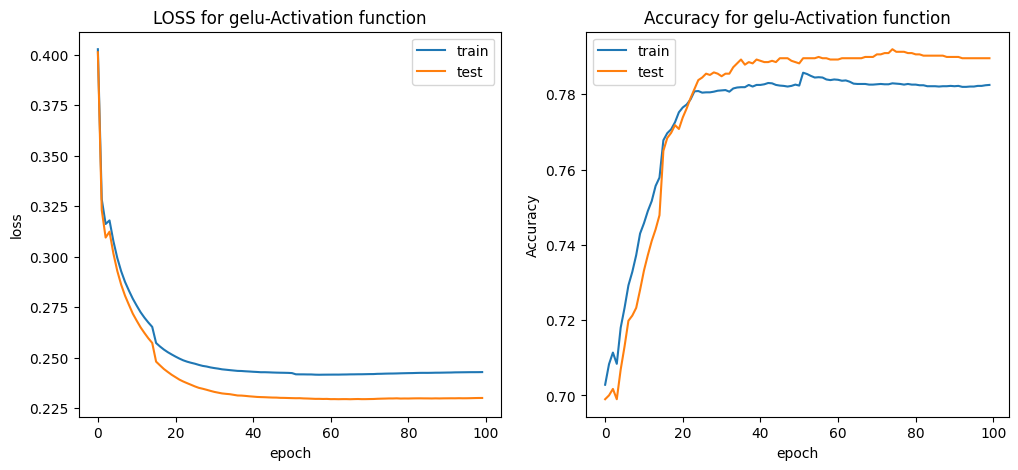 LOSS for gelu-Activation function
train
test
0.400
0.375
0.350
0.325
0.300
0.275
0.250
0.225
loss
0
20
40
60
80
100
epoch
Accuracy for gelu-Activation function
train
test
0.78
0.76
0.74
0.72
0.70
Accuracy
0
20
40
60
80
100
epoch